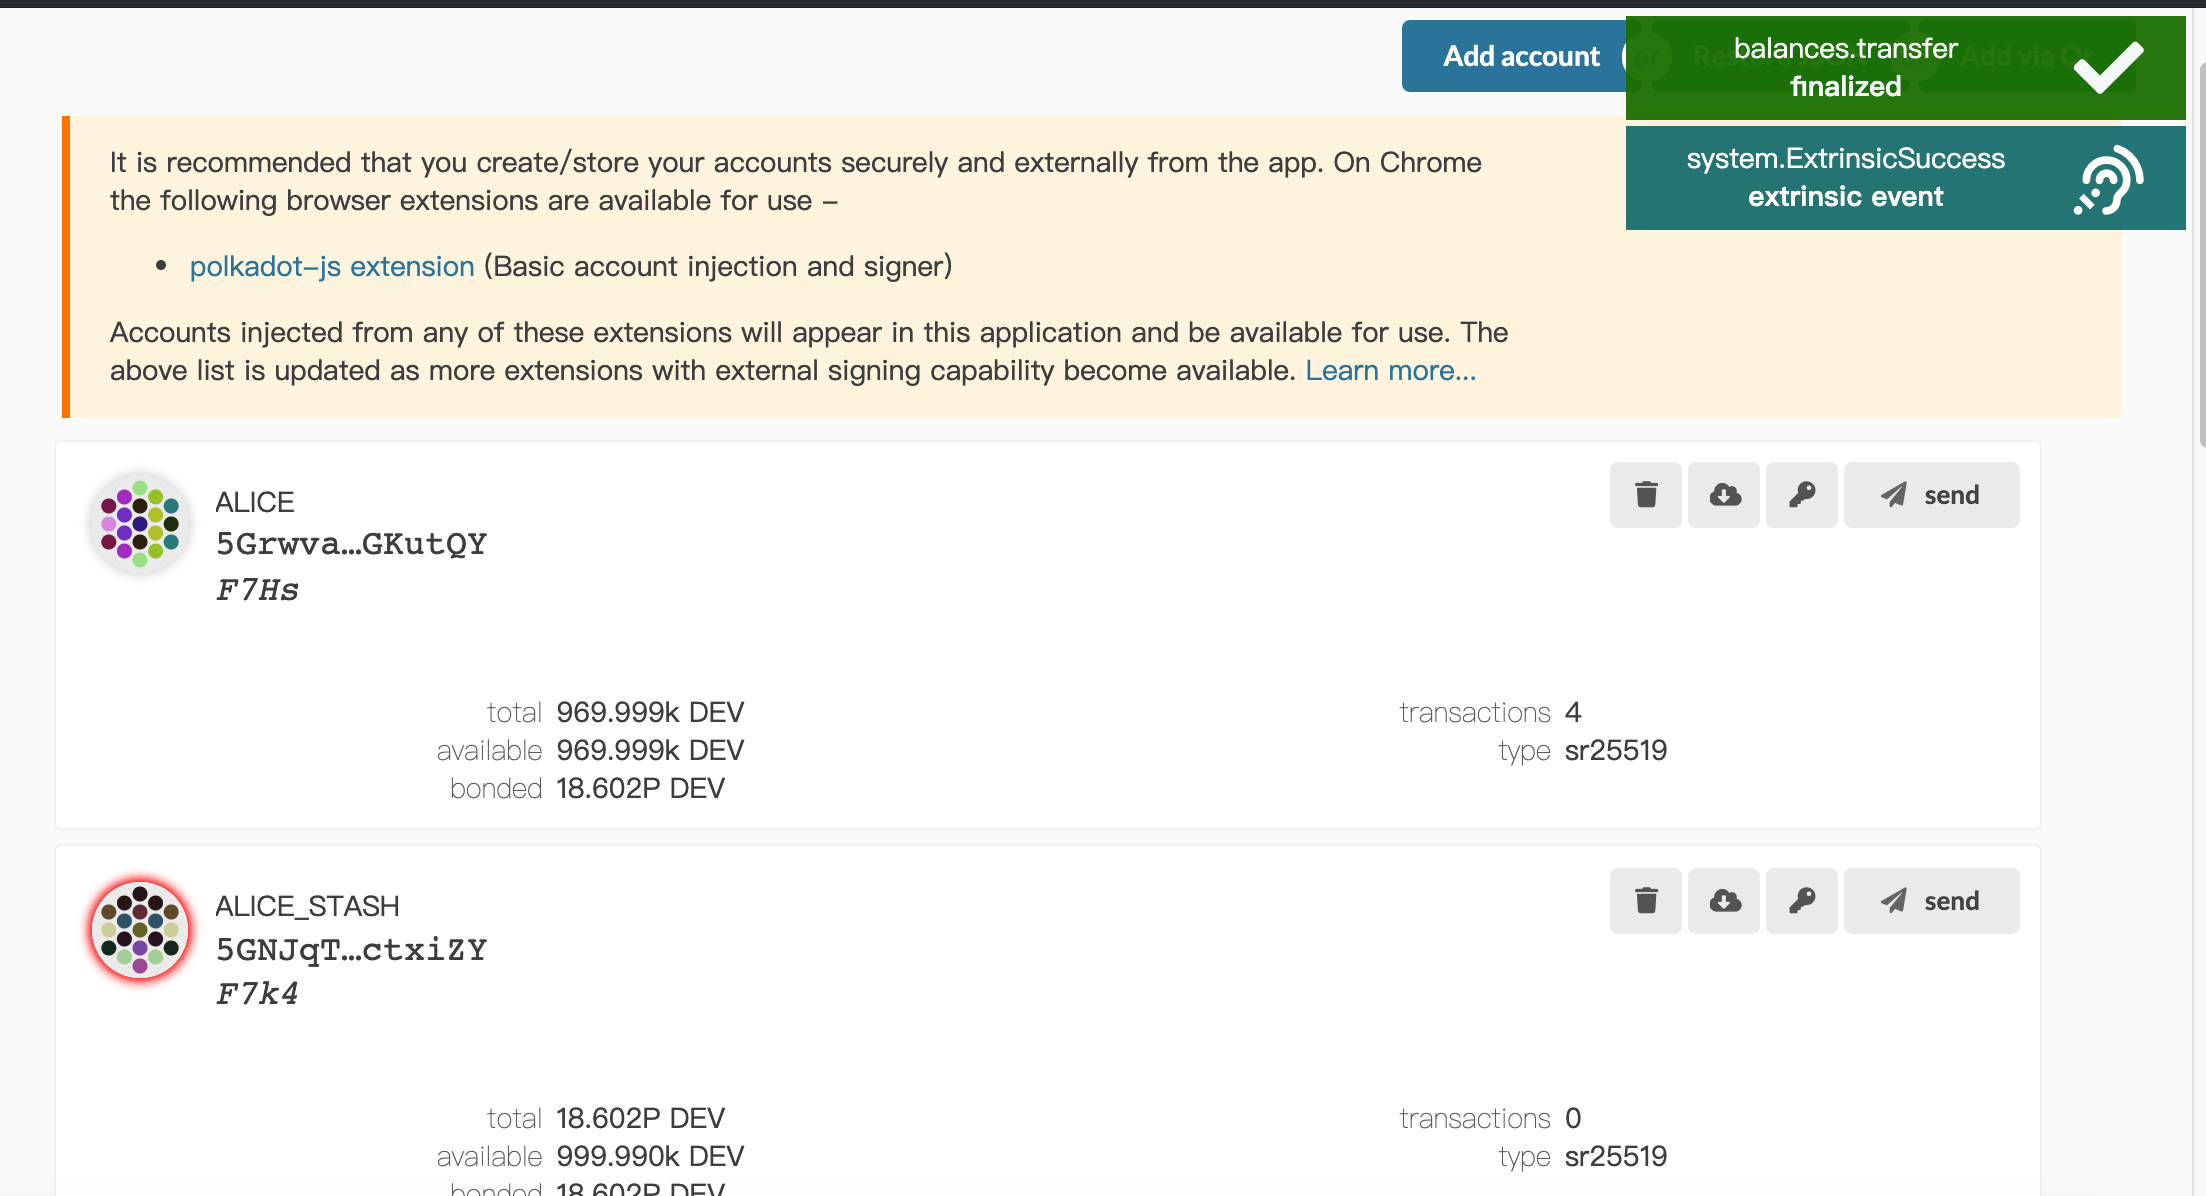 Add account
or
balances.transfer
finalized
Add via Qr
system.ExtrinsicSuccess
extrinsic event
It is recommended that you create/store your accounts securely and externally from the app. On Chrome
the following browser extensions are available for use –
• polkadot–js extension (Basic account injection and signer)
Accounts injected from any of these extensions will appear in this application and be available for use. The
above list is updated as more extensions with external signing capability become available. Learn more...
ALICE
5Grwva…GKutQY
F7Hs
send
total 969.999k DEV
available 969.999k DEV
bonded 18.602P DEV
transactions 4
type sr25519
ALICE_STASH
5GNJqT…ctxiZY
F7k4
send
total 18.602P DEV
available 999.990k DEV
bonded 18.602P DEV
transactions 0
type sr25519